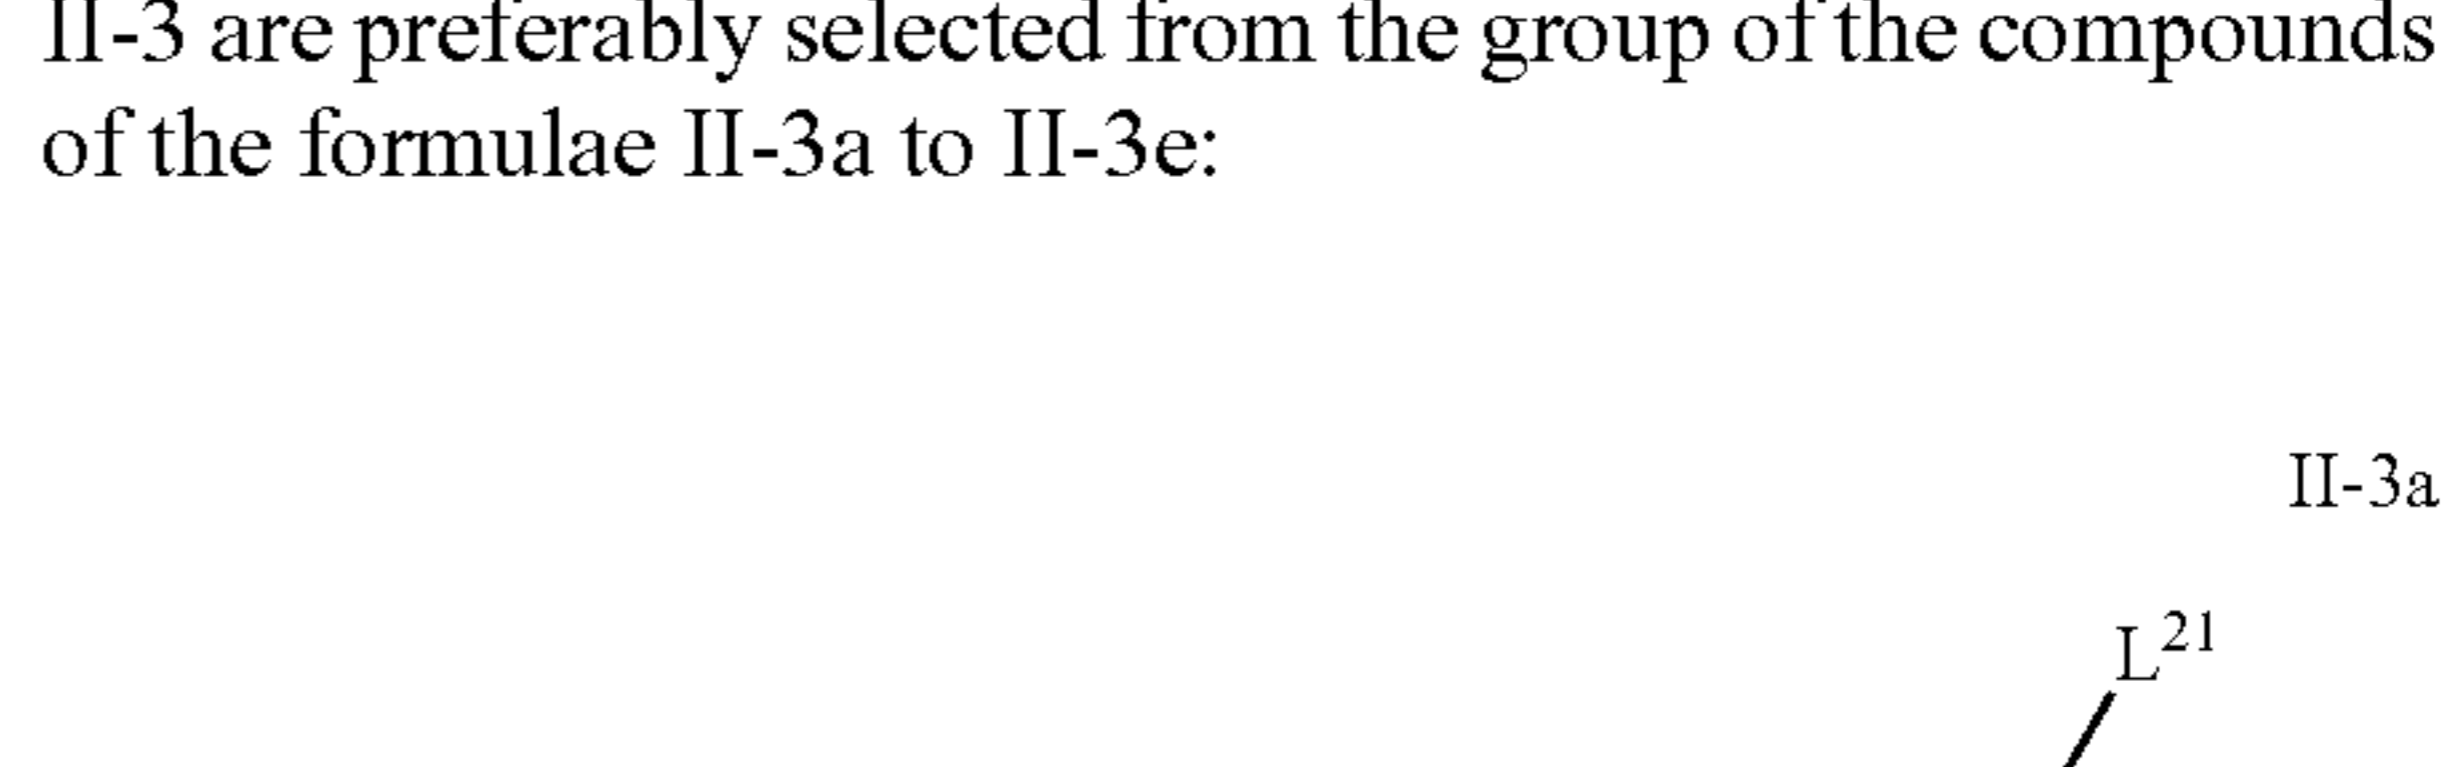 II-3 are preferably selected from the group of the compounds
of the formulae II-3a to II-3e:
II-3a
L²¹